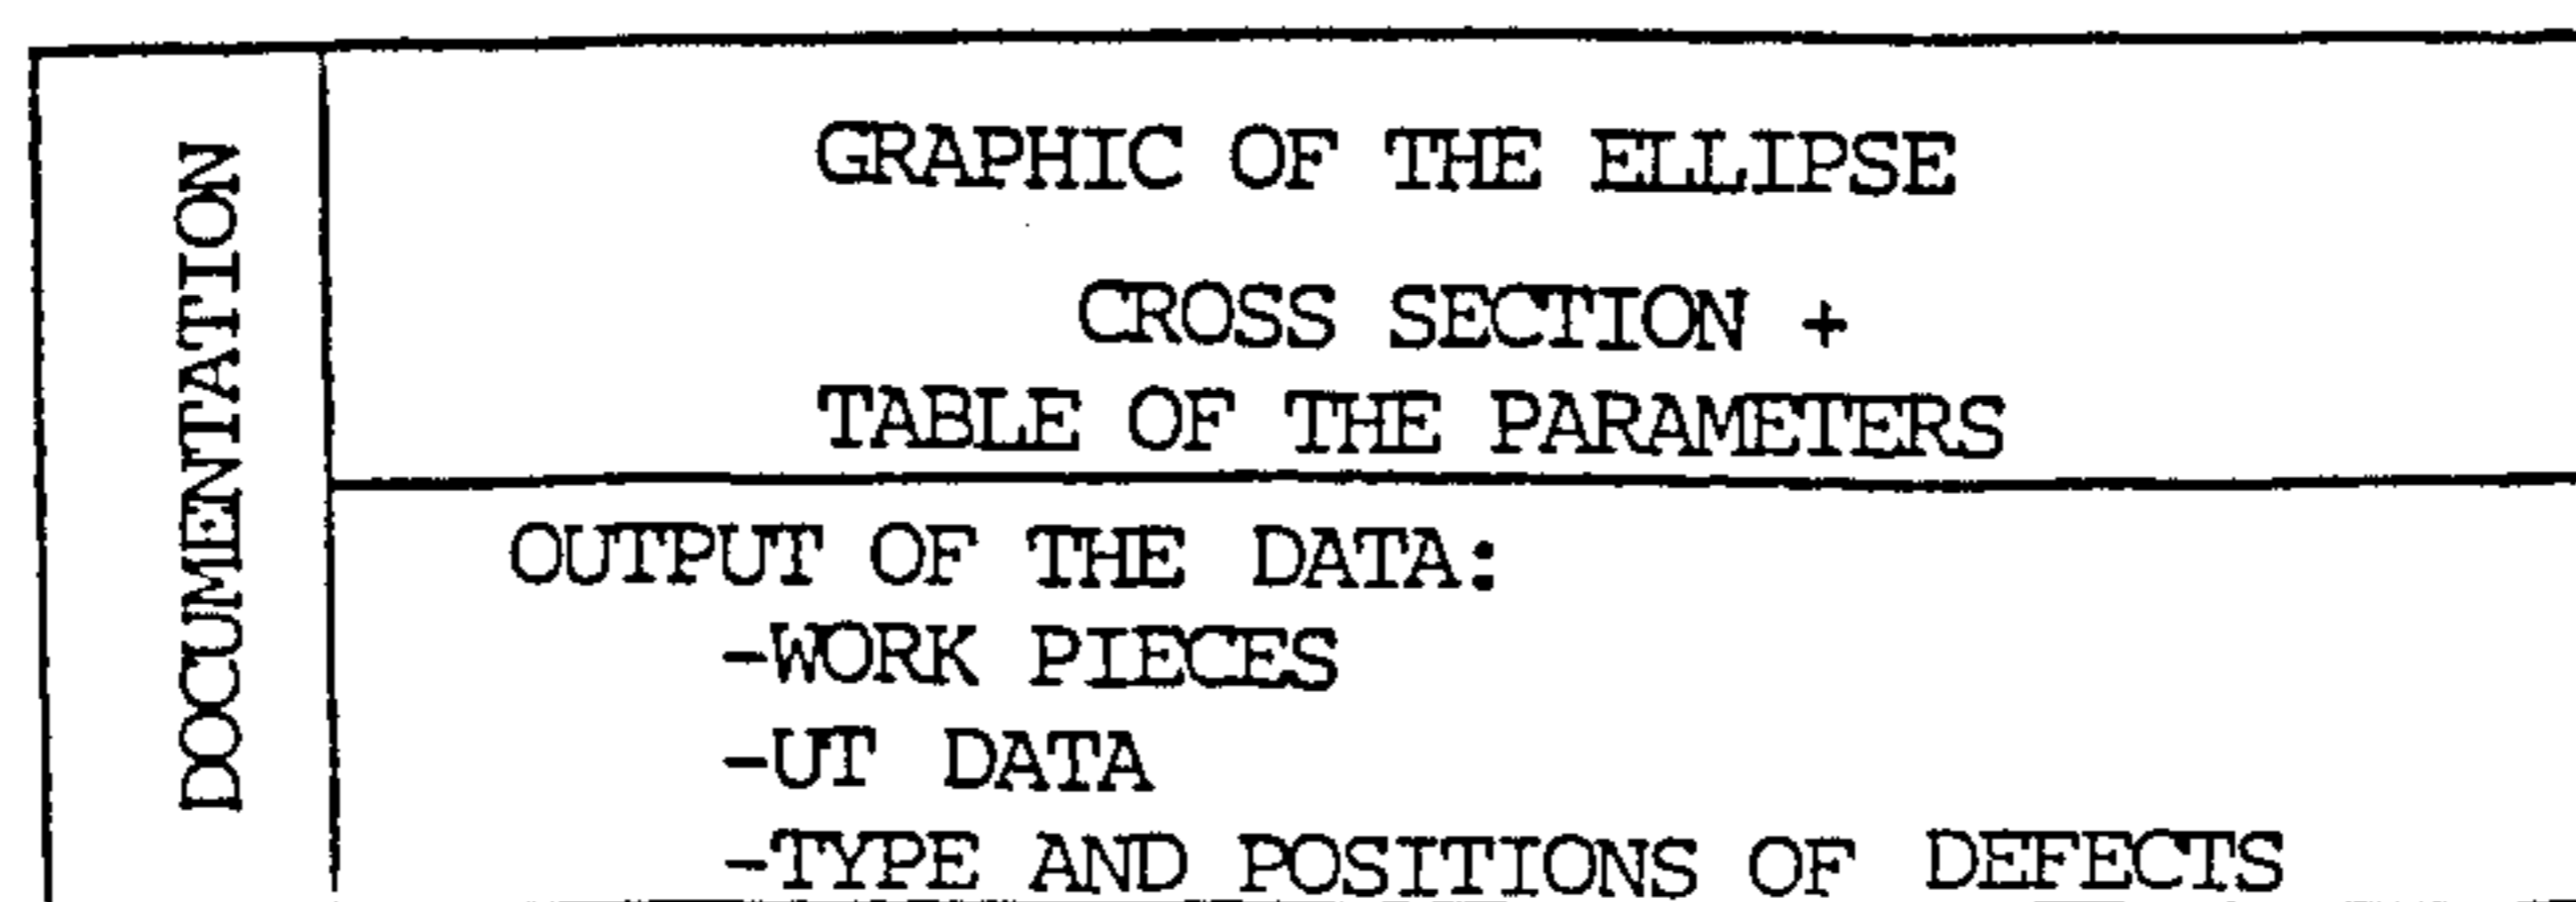 DOCUMENTATION
GRAPHIC OF THE ELLIPSE
CROSS SECTION +
TABLE OF THE PARAMETERS
OUTPUT OF THE DATA:
-WORK PIECES
-UT DATA
-TYPE AND POSITIONS OF DEFECTS